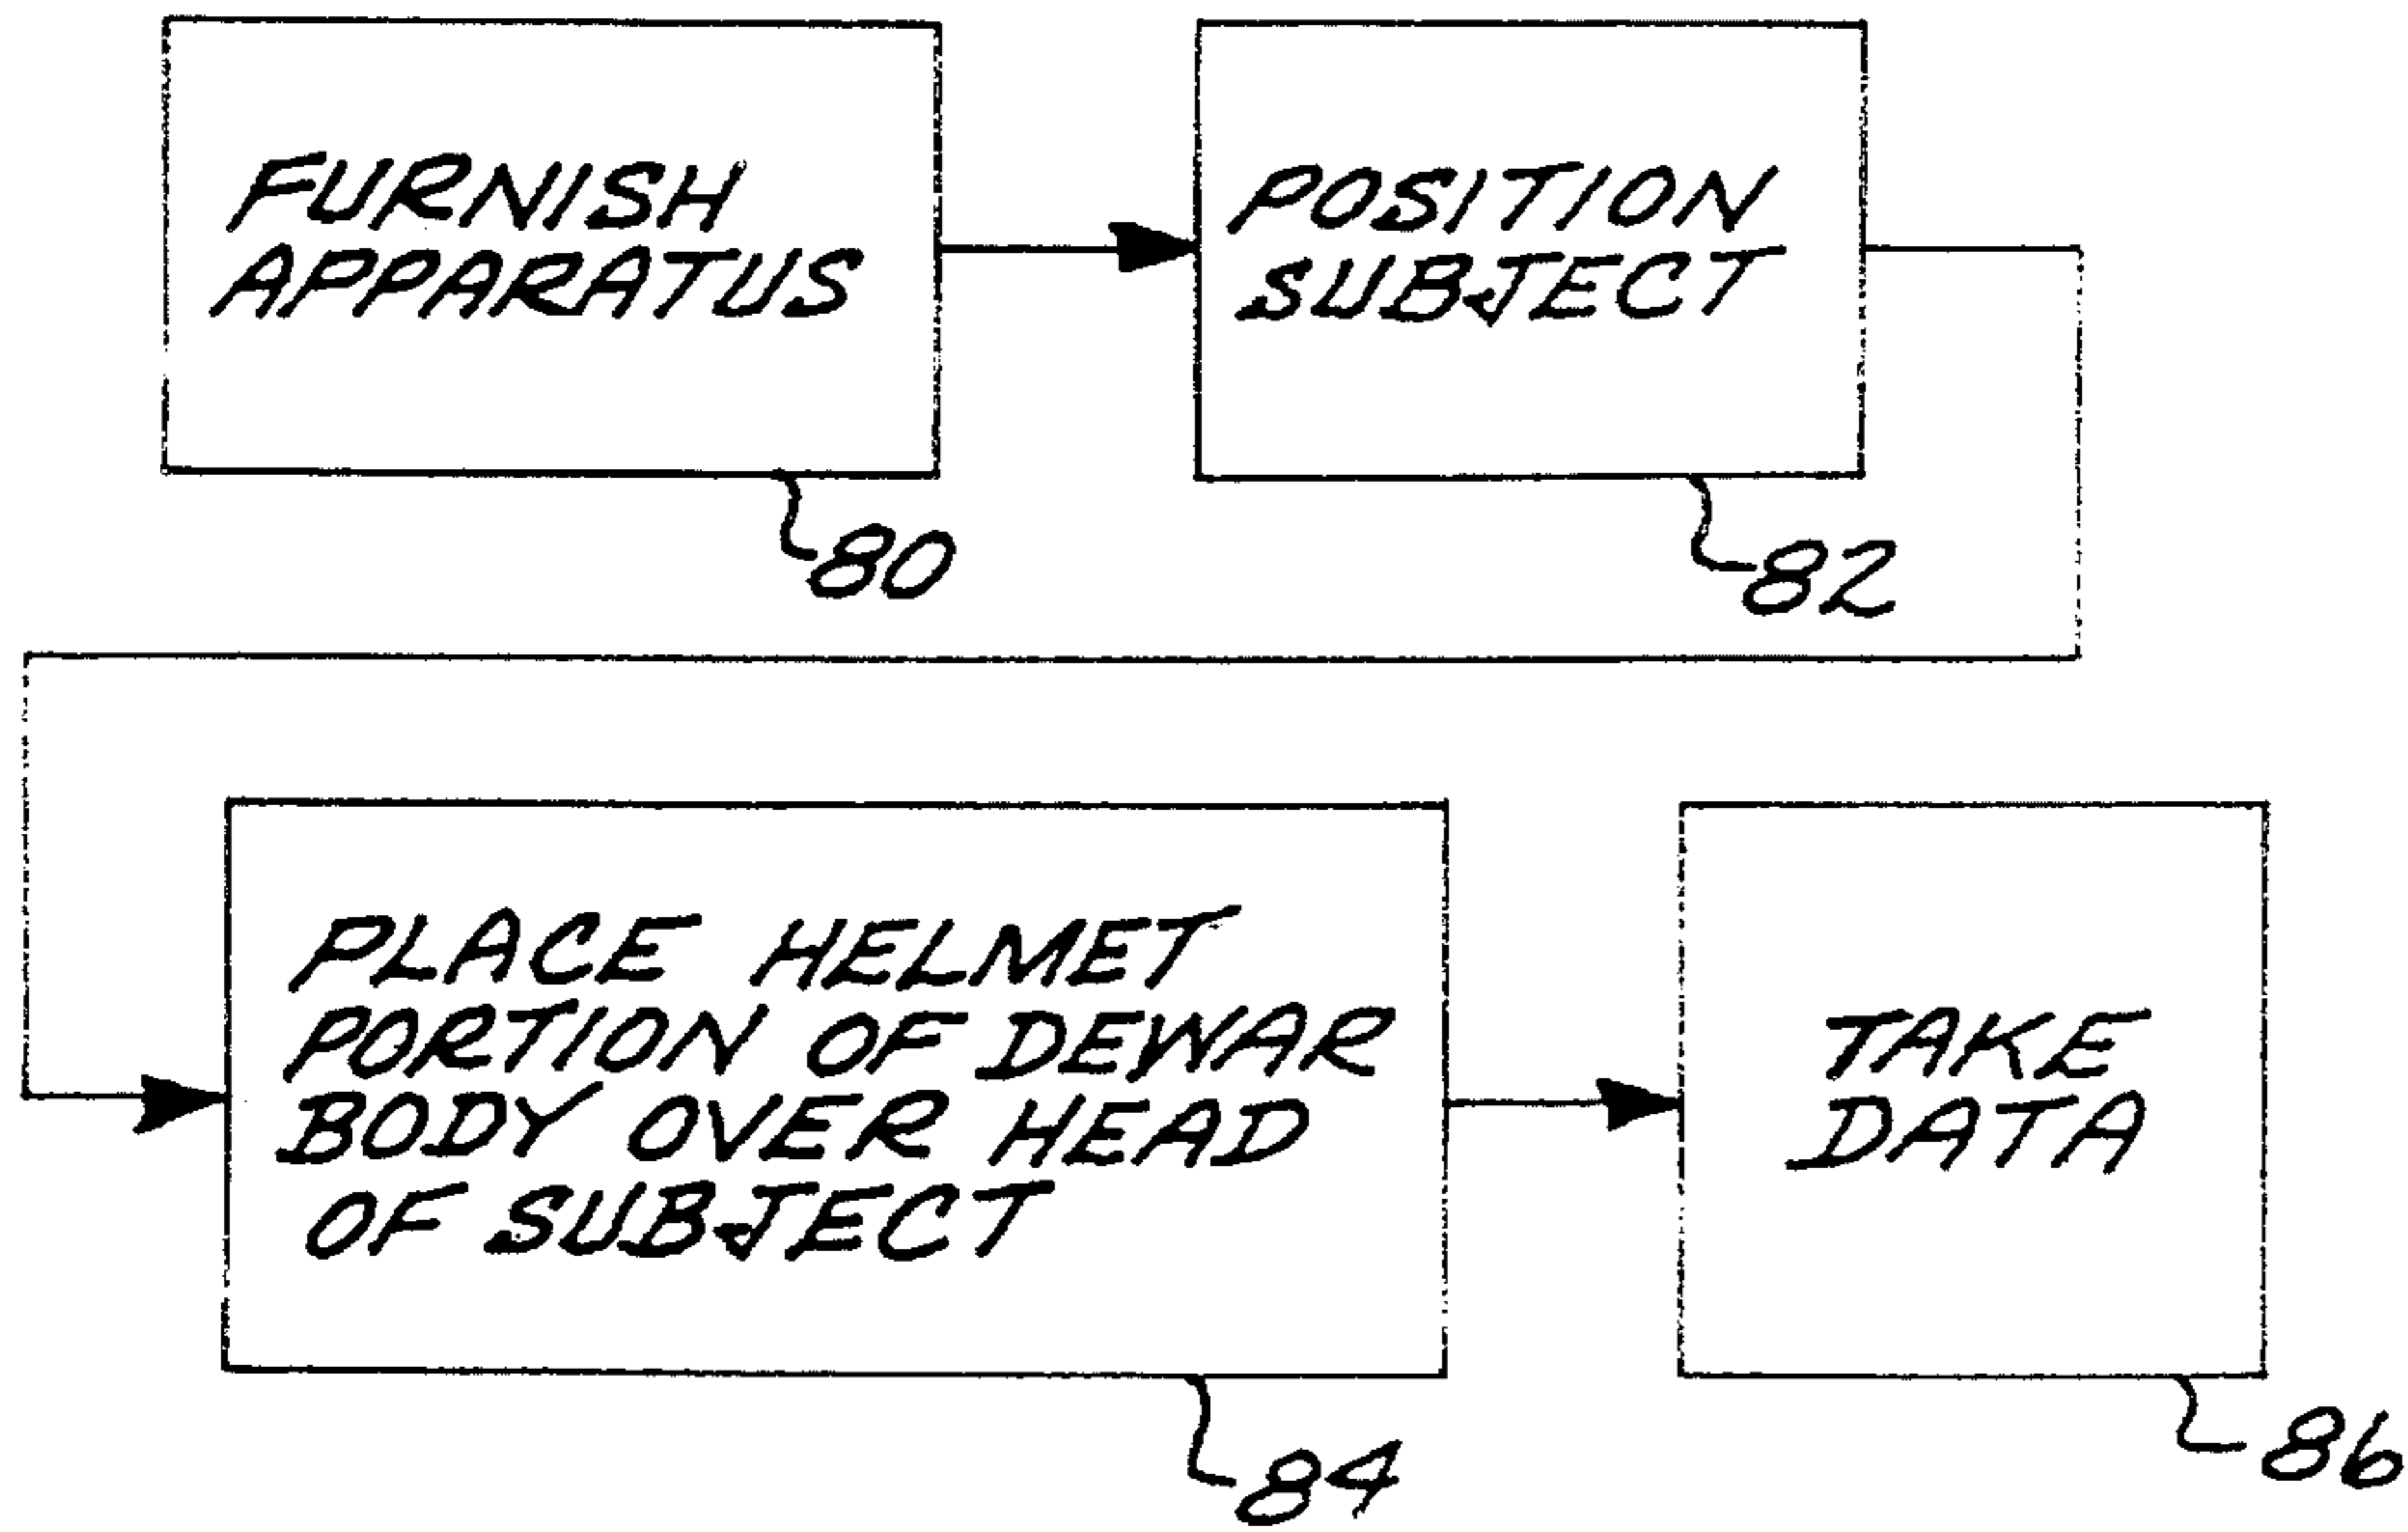 FURNISH
APPARATUS
80
POSITION
SUBJECT
82
PLACE HELMET
PORTION OF DEWAR
BODY OVER HEAD
OF SUBJECT
84
TAKE
DATA
86